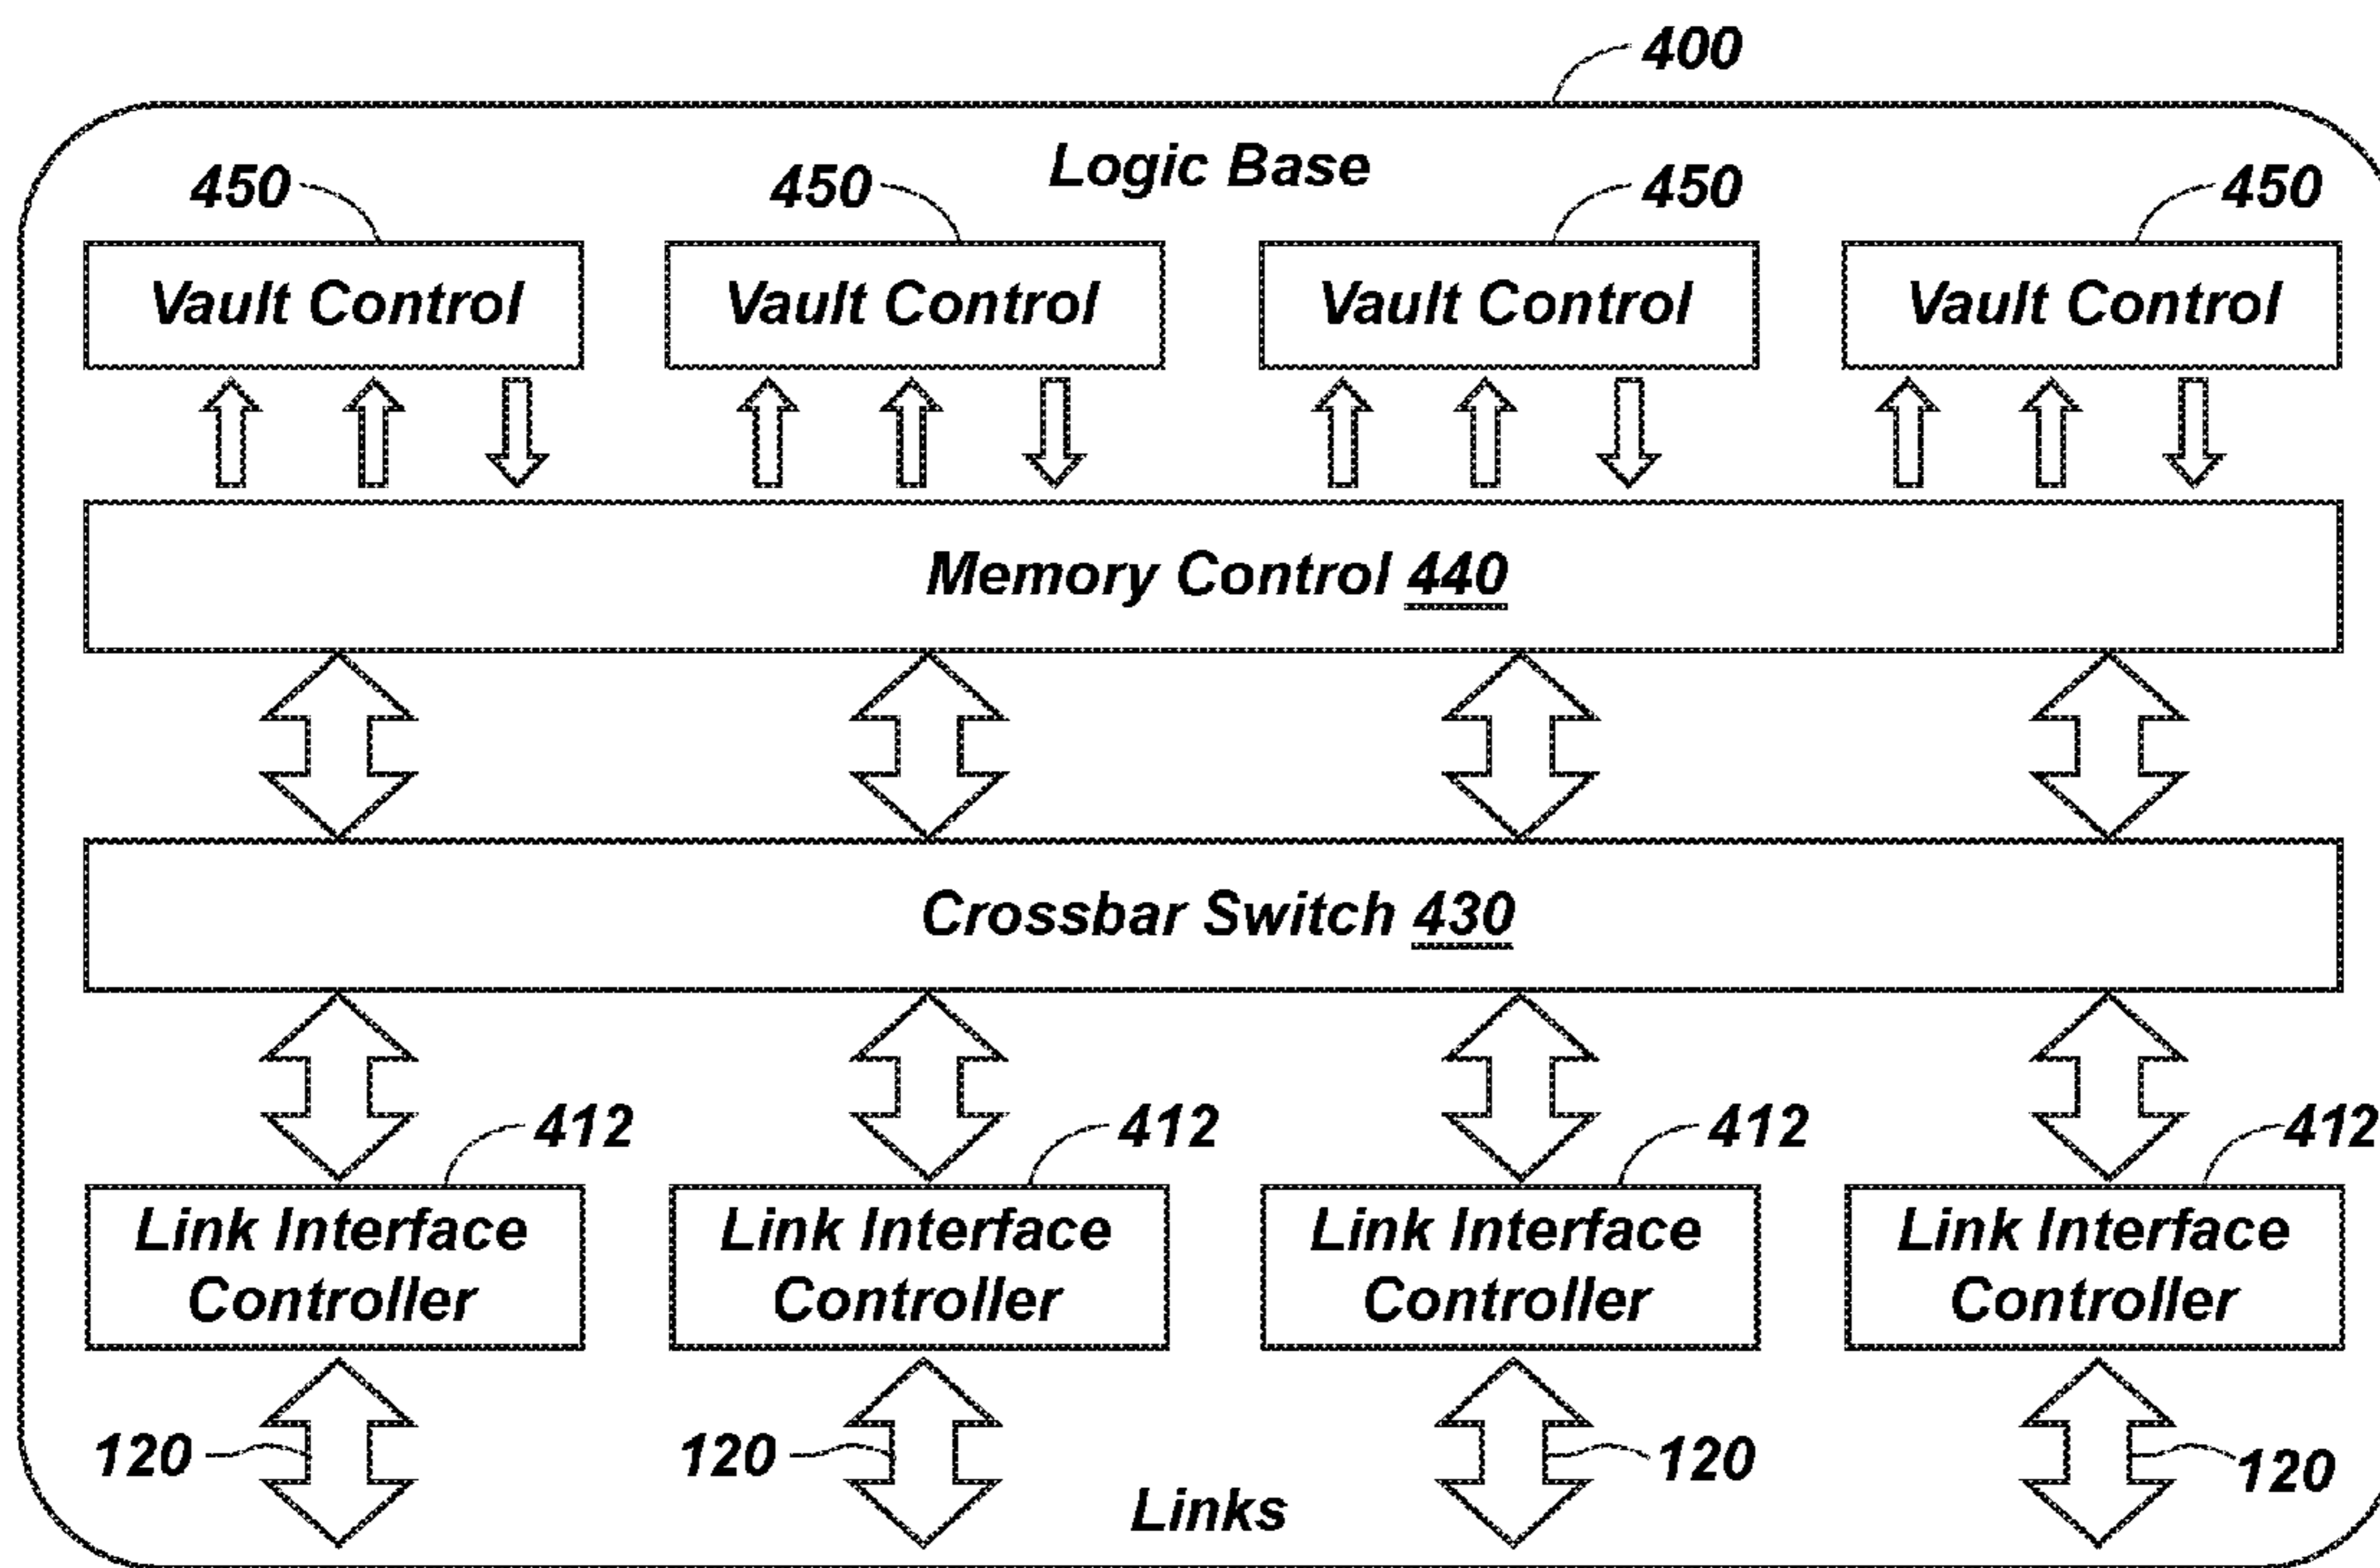 400
Logic Base
450
450
450
450
Vault Control
Vault Control
Vault Control
Vault Control
Memory Control 440
Crossbar Switch 430
412
412
412
412
Link Interface
Controller
Link Interface
Controller
Link Interface
Controller
Link Interface
Controller
120
120
120
120
Links